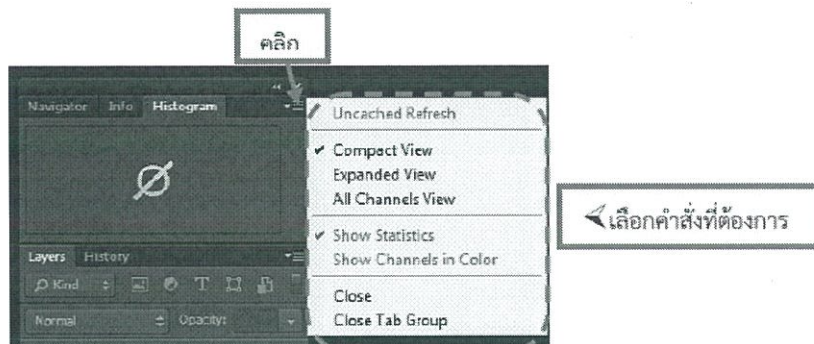 คลิก
Navigator Info Histogram
Uncached Refresh
Compact View
Expanded View
All Channels View
เลือกคำสั่งที่ต้องการ
Show Statistics
Show Channels in Color
Layers History
Kind
Close
Normal Opacity:
Close Tab Group